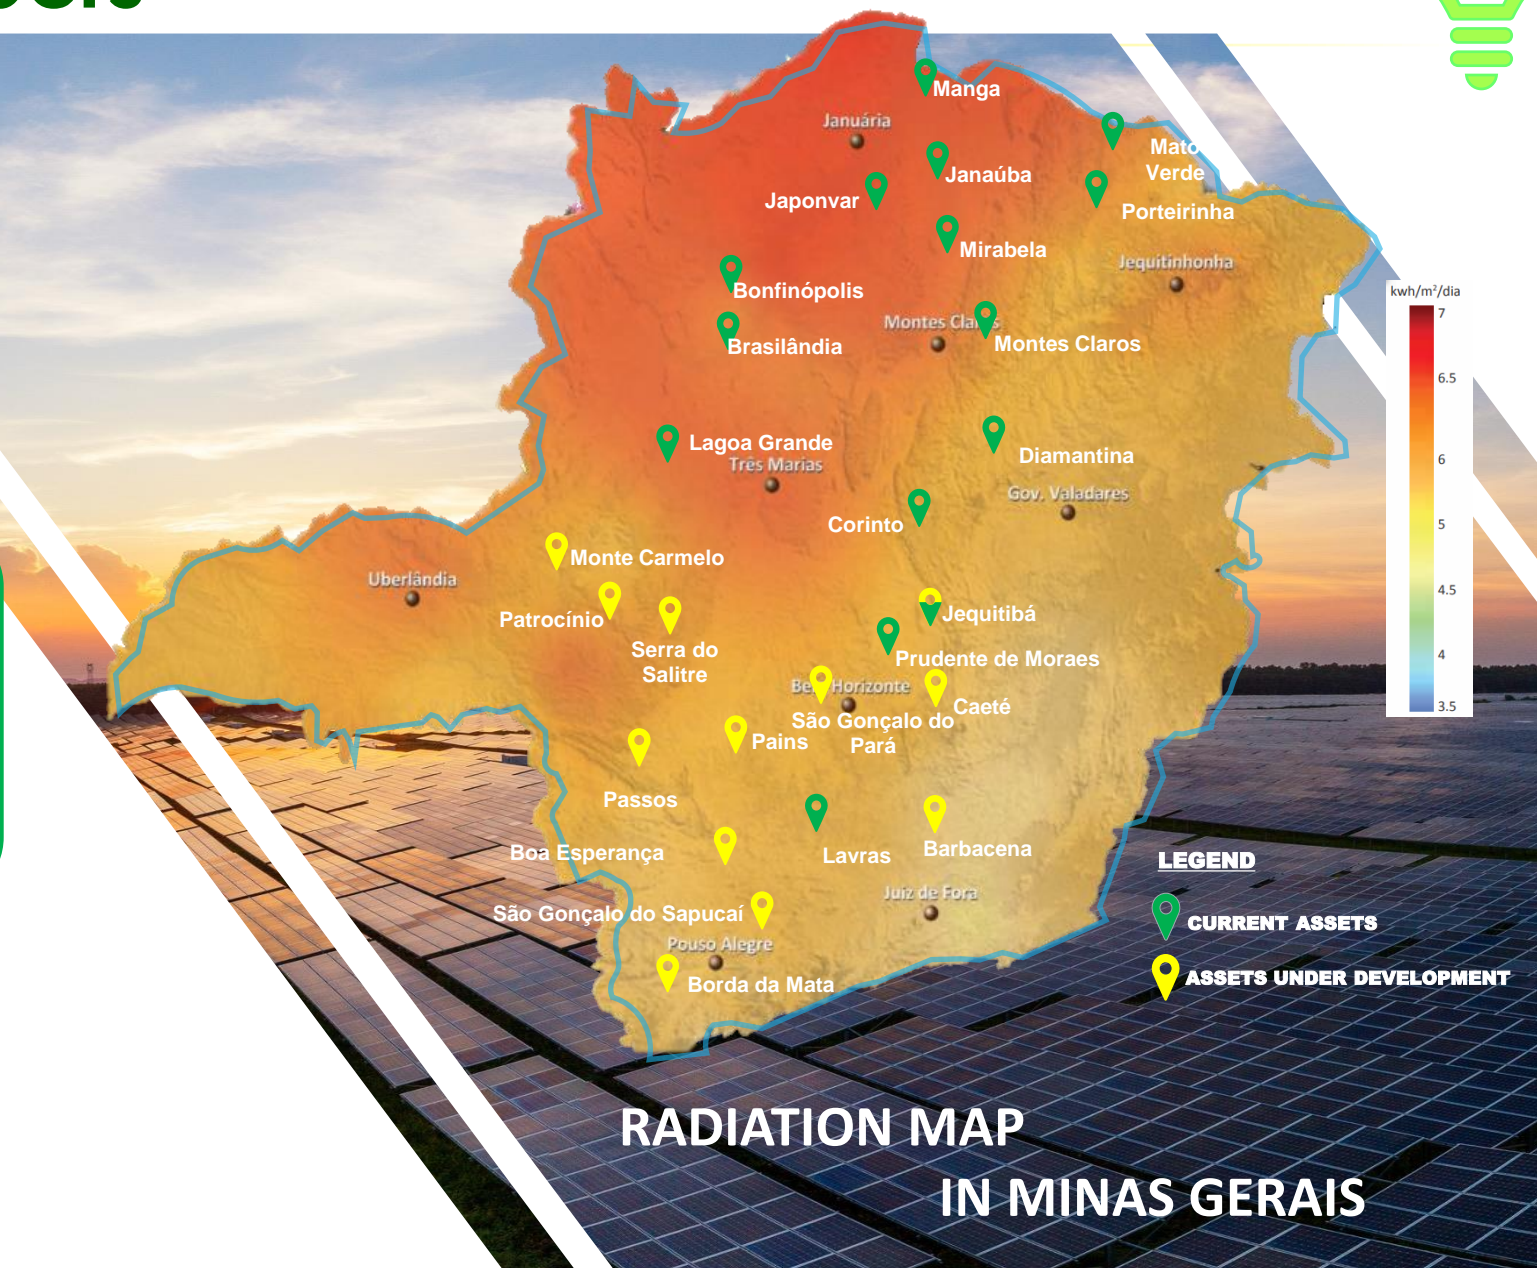 Manga
Januária
Mato
Verde
Janaúba
Japonvar
Porteirinha
Mirabela
Jequitinhonha
Bonfinópolis
kwh/m²/dia
7
Montes Claros
Montes Claros
Brasilândia
6.5
Lagoa Grande
Três Marias
Diamantina
6
Gov. Valadares
Corinto
5
Monte Carmelo
Uberlândia
4.5
Patrocínio
Jequitibá
Serra do
Salitre
Prudente de Moraes
4
Horizonte
Caeté
3.5
São Gonçalo do
Pará
Pains
Passos
Boa Esperança
Lavras
Barbacena
LEGEND
Juiz de Fora
São Gonçalo do Sapucaí
CURRENT ASSETS
Pouso Alegre
Borda da Mata
ASSETS UNDER DEVELOPMENT
RADIATION MAP
IN MINAS GERAIS